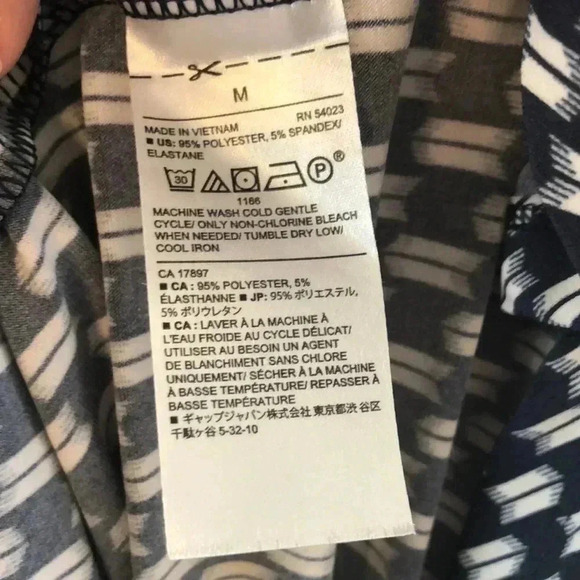 M
RN 54023
MADE IN VIETNAM
■ US: 95% POLYESTER, 5% SPANDEX/
ELASTANE
30 P ®
1166
MACHINE WASH COLD GENTLE
CYCLE/ ONLY NON-CHLORINE BLEACH
WHEN NEEDED/ TUMBLE DRY LOW/
COOL IRON
CA 17897
■ CA : 95% POLYESTER, 5%
ÉLASTHANNE ■ JP: 95% ポリエステル,
5% ポリウレタン
■ CA : LAVER À LA MACHINE À
L'EAU FROIDE AU CYCLE DÉLICAT/
UTILISER AU BESOIN UN AGENT
DE BLANCHIMENT SANS CHLORE
UNIQUEMENT/ SÉCHER À LA MACHINE
À BASSE TEMPÉRATURE/ REPASSER À
BASSE TEMPÉRATURE
■ ギャップジャパン株式会社 東京都渋 谷区
千駄ヶ谷 5-32-10